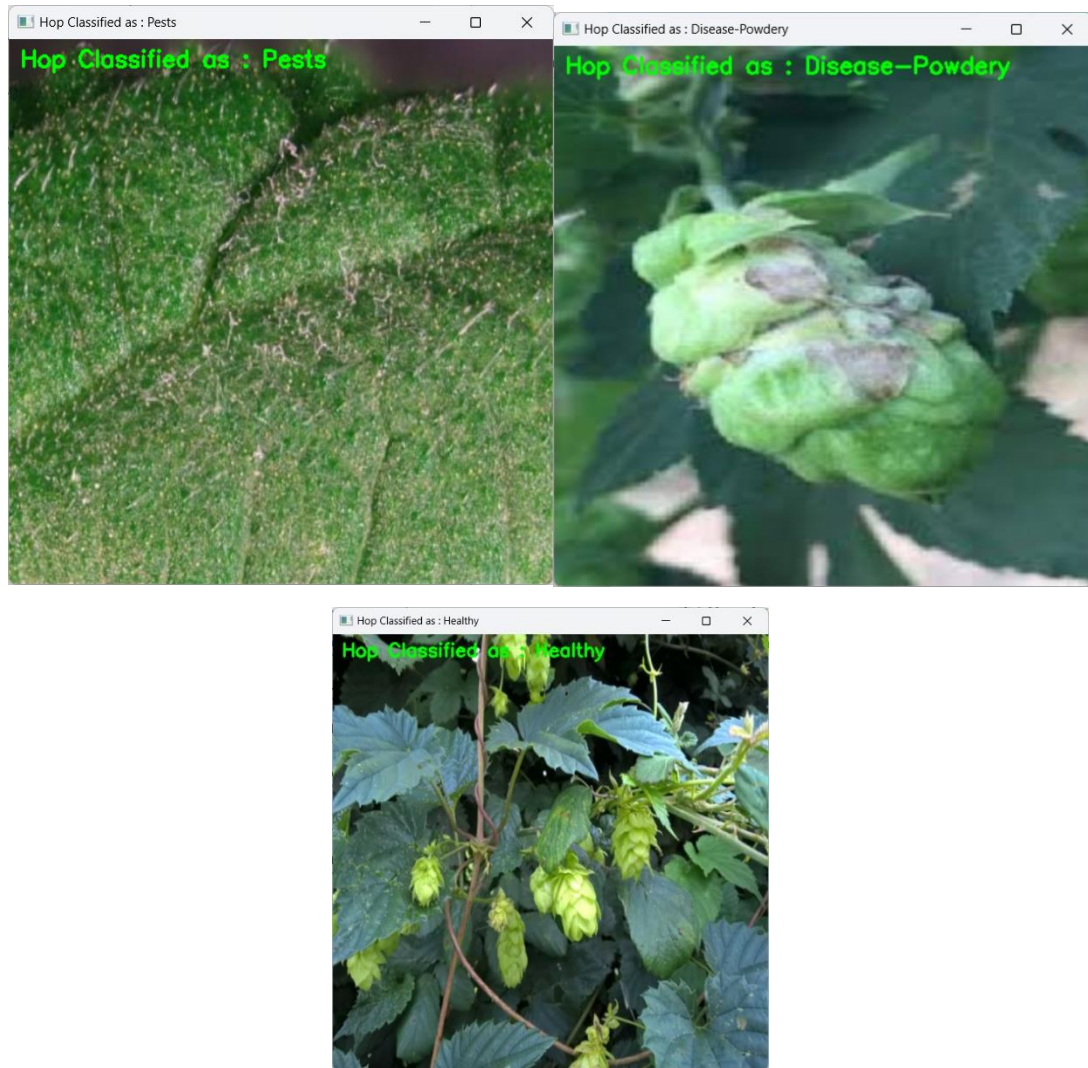 Hop Classified as : Pests
Hop Classified as : Pests
Hop Classified as : Disease-Powdery
Hop Classified as : Disease-Powdery
Hop Classified as : Healthy
Hop Classified as : Healthy